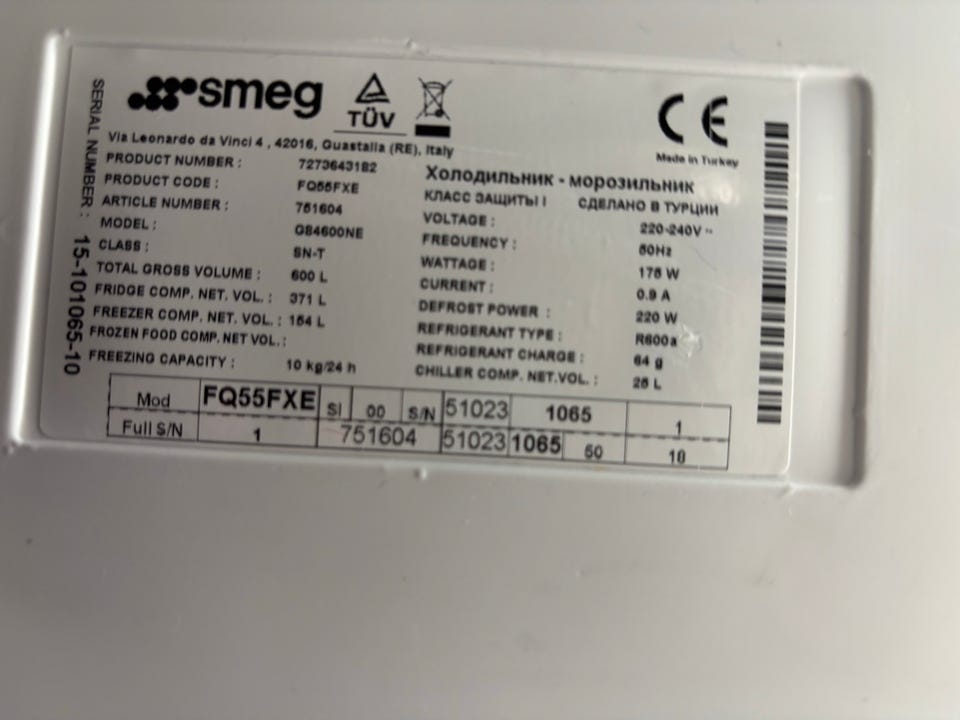 SERIAL NUMBER : 15-101065-10
smeg
TÜV
CE
Via Leonardo da Vinci 4 , 42016, Guastalla (RE), Italy
Made in Turkey
PRODUCT NUMBER : 7273643182
PRODUCT CODE : FQ55FXE
ARTICLE NUMBER : 751604
MODEL : GS4600NE
CLASS : SN-T
TOTAL GROSS VOLUME : 600 L
FRIDGE COMP. NET. VOL. : 371 L
FREEZER COMP. NET. VOL. : 154 L
FROZEN FOOD COMP. NET VOL. :
FREEZING CAPACITY : 10 kg/24 h
Холодильник - морозильник
КЛАСС ЗАЩИТЫ I СДЕЛАНО В ТУРЦИИ
VOLTAGE : 220-240V ~
FREQUENCY : 50Hz
WATTAGE : 175 W
CURRENT : 0.9 A
DEFROST POWER : 220 W
REFRIGERANT TYPE : R600a
REFRIGERANT CHARGE : 64 g
CHILLER COMP. NET.VOL. : 25 L
Mod FQ55FXE SI 00 S/N 51023 1065 1
Full S/N 1 751604 51023 1065 50 10